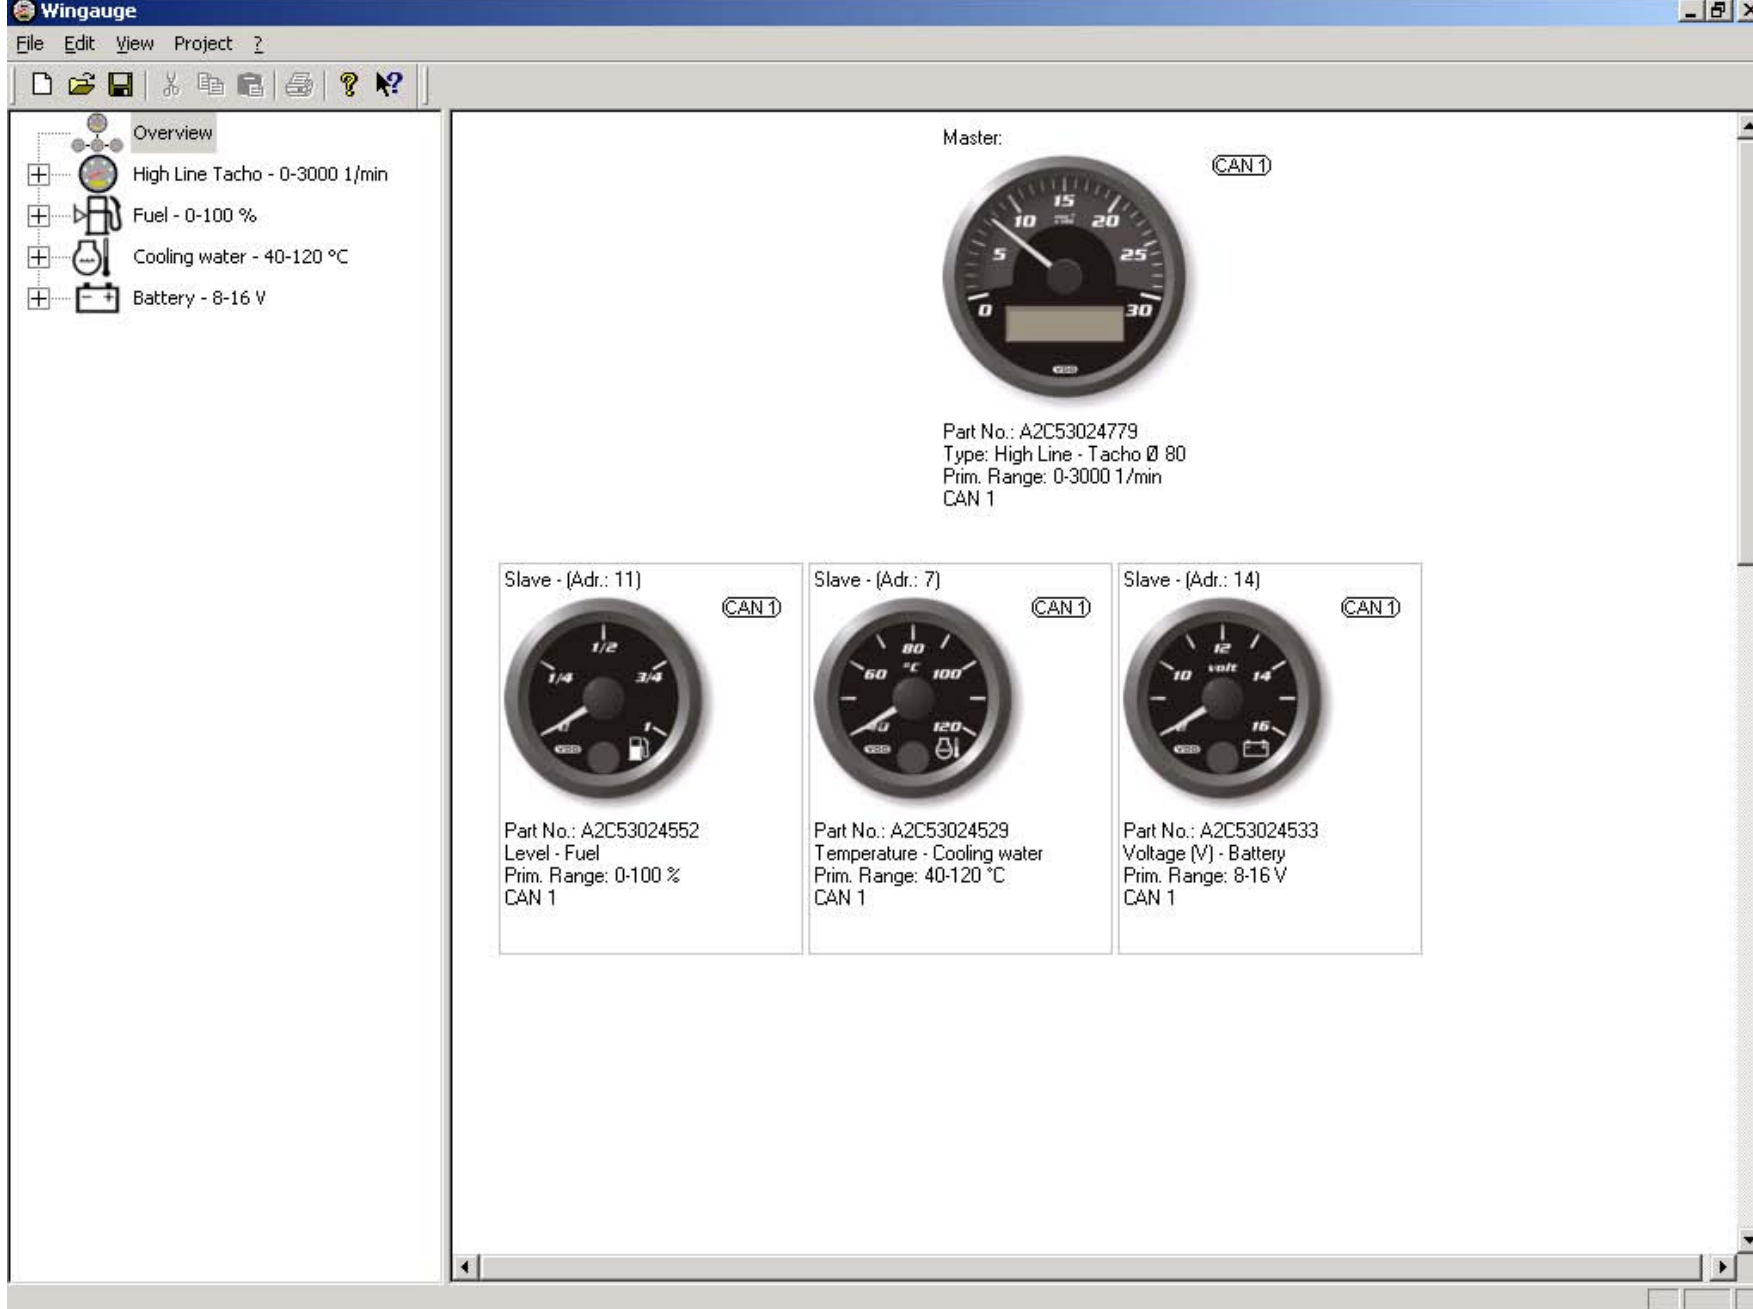 Wingauge
File Edit View Project ?
Overview
High Line Tacho - 0-3000 1/min
Fuel - 0-100 %
Cooling water - 40-120 °C
Battery - 8-16 V
Master:
CAN 1
15
10 20
5 25
0 30
VDO
Part No.: A2C53024779
Type: High Line - Tacho Ø 80
Prim. Range: 0-3000 1/min
CAN 1
Slave - (Adr.: 11)
CAN 1
1/2
1/4 3/4
0 1
VDO
Part No.: A2C53024552
Level - Fuel
Prim. Range: 0-100 %
CAN 1
Slave - (Adr.: 7)
CAN 1
80
60 °C 100
40 120
VDO
Part No.: A2C53024529
Temperature - Cooling water
Prim. Range: 40-120 °C
CAN 1
Slave - (Adr.: 14)
CAN 1
12
10 volt 14
16
VDO
Part No.: A2C53024533
Voltage (V) - Battery
Prim. Range: 8-16 V
CAN 1